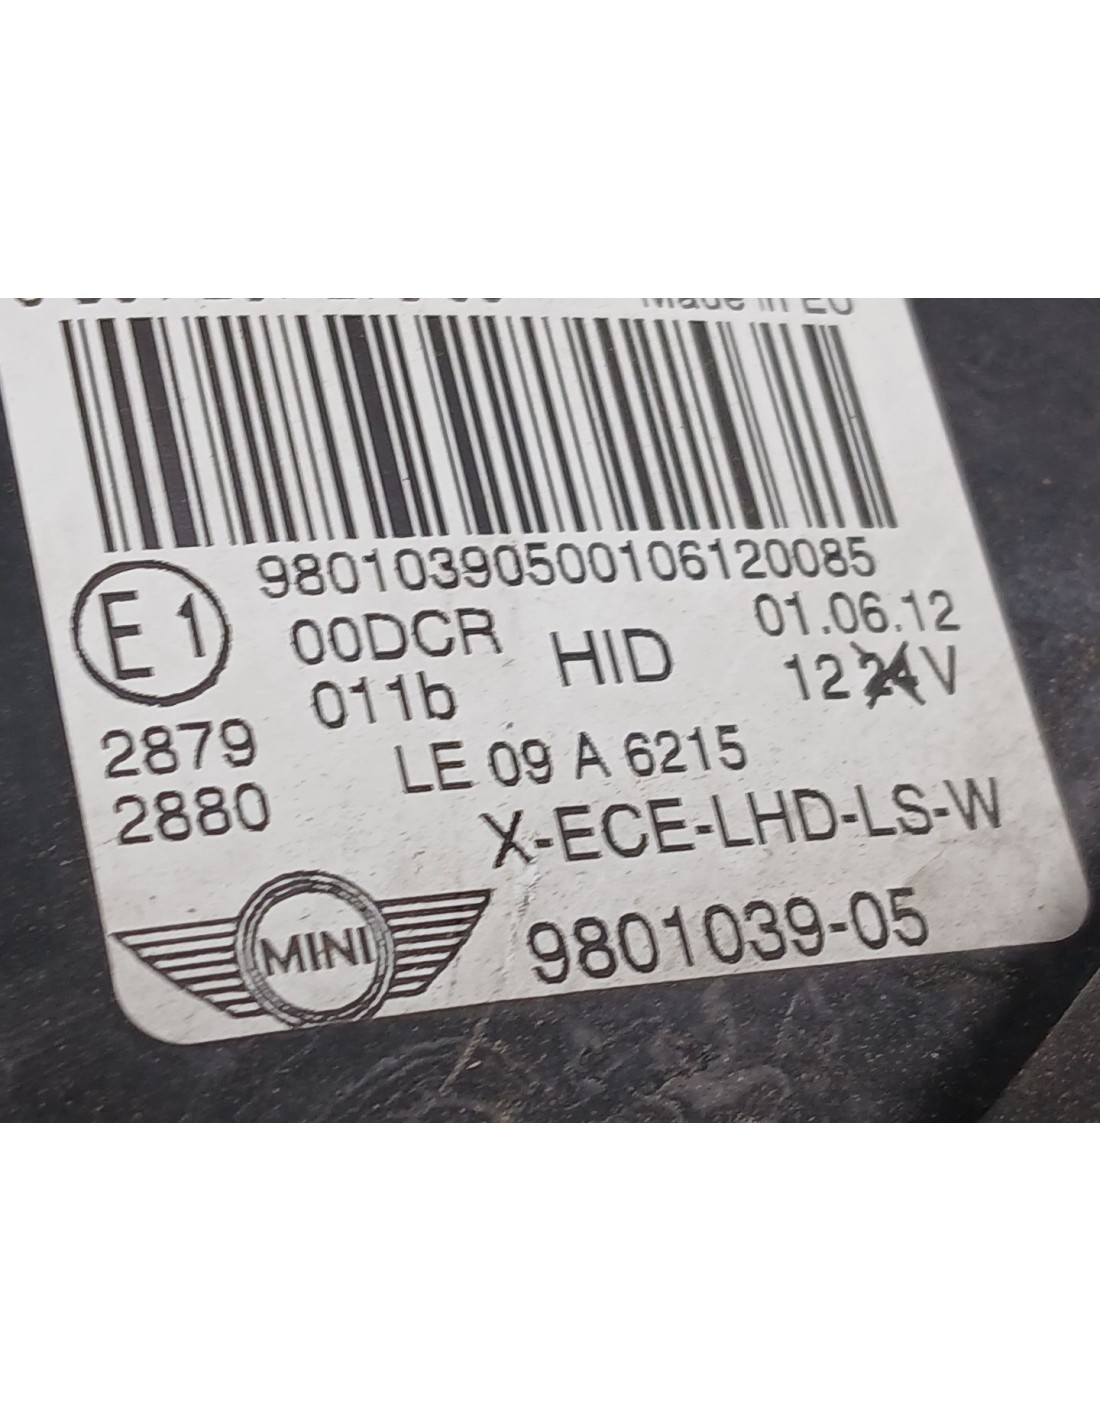 Made in EU
98010390500106120085
E1 00DCR HID 01.06.12
011b 12 24 V
2879 LE 09 A 6215
2880 X-ECE-LHD-LS-W
MINI 9801039-05